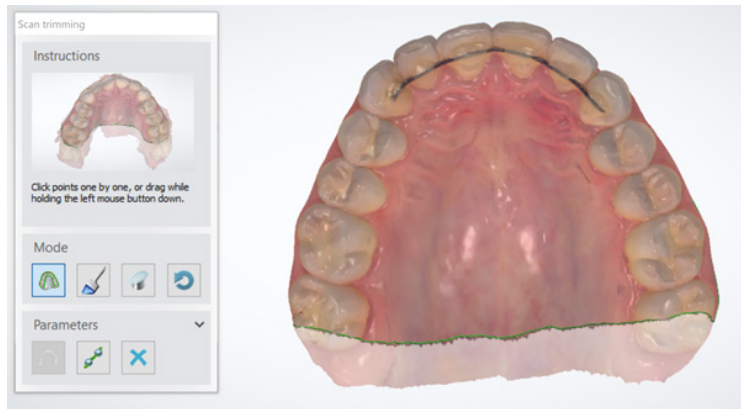 Scan trimming
Instructions
Click points one by one, or drag while
holding the left mouse button down.
Mode
Parameters